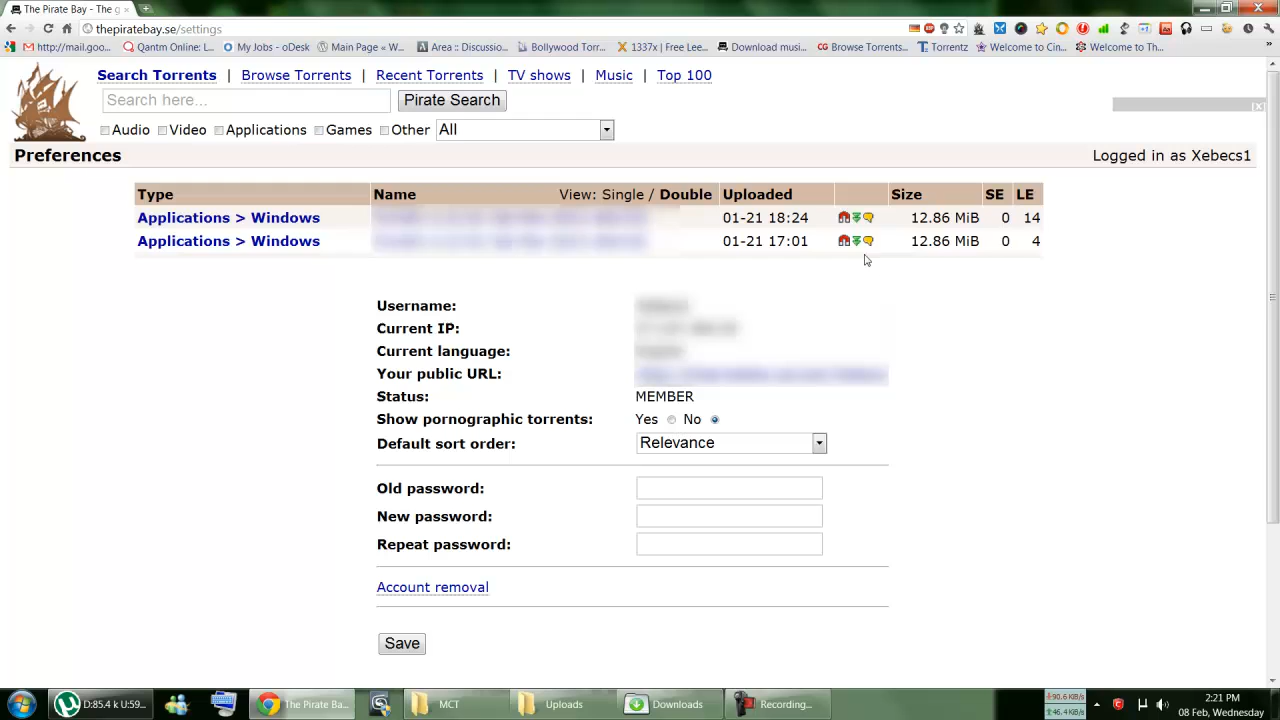 The Pirate Bay - The g
thepiratebay.se/settings
http://mail.goo... Qantm Online: L... My Jobs - oDesk Main Page « W... Area :: Discussio... Bollywood Torr... 1337x | Free Lee... Download musi... Browse Torrents... Torrentz Welcome to Cin... Welcome to Th...
Search Torrents | Browse Torrents | Recent Torrents | TV shows | Music | Top 100
Search here... Pirate Search
[x]
Audio Video Applications Games Other All
Preferences Logged in as Xebecs1
Type Name View: Single / Double Uploaded Size SE LE
Applications > Windows 01-21 18:24 12.86 MiB 0 14
Applications > Windows 01-21 17:01 12.86 MiB 0 4
Username:
Current IP:
Current language:
Your public URL:
Status: MEMBER
Show pornographic torrents: Yes No
Default sort order: Relevance
Old password:
New password:
Repeat password:
Account removal
Save
D:85.4 k U:59... The Pirate Ba... MCT Uploads Downloads Recording... 90.6 KiB/s 46.4 KiB/s 2:21 PM
08 Feb, Wednesday